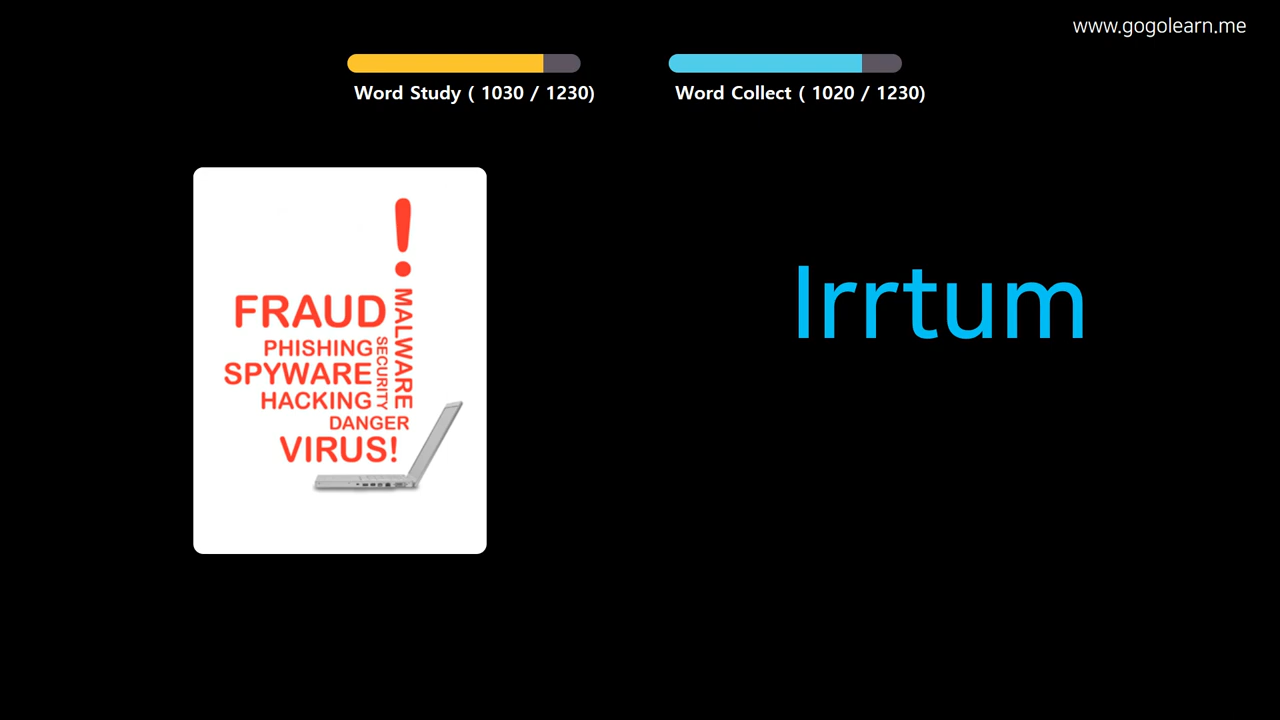 www.gogolearn.me
Word Study ( 1030 / 1230)
Word Collect ( 1020 / 1230)
!
MALWARE
FRAUD
SECURITY
PHISHING
SPYWARE
HACKING
DANGER
VIRUS!
Irrtum